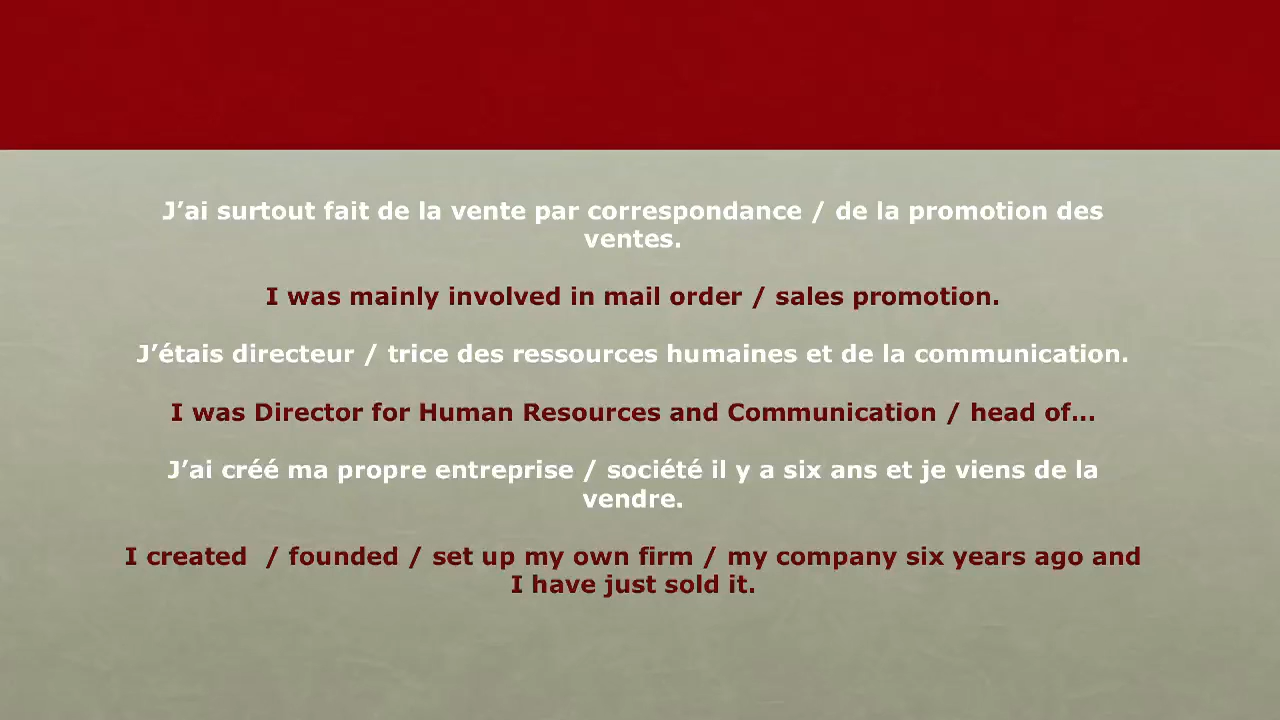 J’ai surtout fait de la vente par correspondance / de la promotion des
ventes.
I was mainly involved in mail order / sales promotion.
J’étais directeur / trice des ressources humaines et de la communication.
I was Director for Human Resources and Communication / head of...
J’ai créé ma propre entreprise / société il y a six ans et je viens de la
vendre.
I created  / founded / set up my own firm / my company six years ago and
I have just sold it.